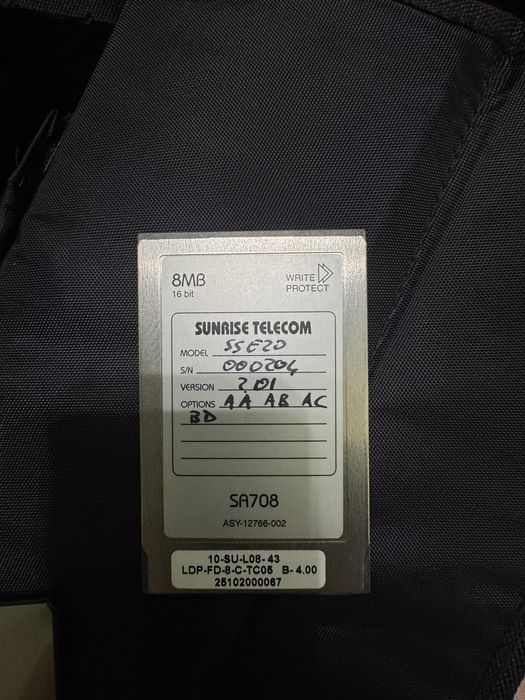 8MB
16 bit
WRITE
PROTECT
SUNRISE TELECOM
MODEL SSE20
S/N 000204
VERSION 2.01
OPTIONS AA AB AC
BD
SA708
ASY-12766-002
10-SU-L08-43
LDP-FD-8-C-TC05 B-4.00
25102000067